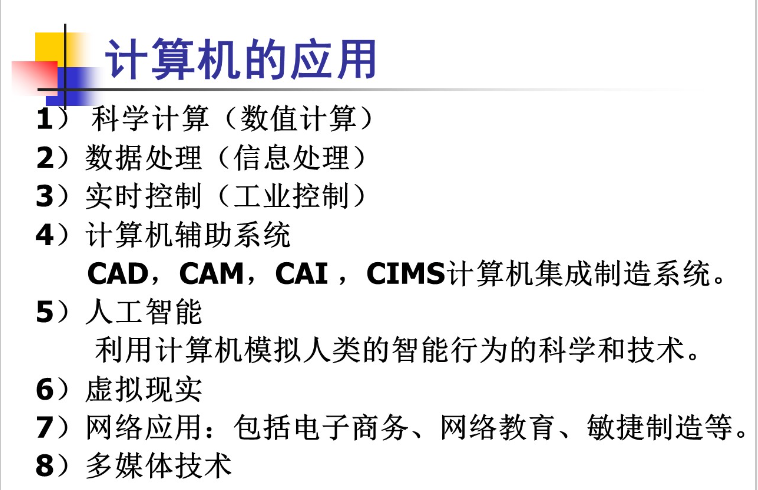 计算机的应用
1） 科学计算（数值计算）
2）数据处理（信息处理）
3）实时控制（工业控制）
4）计算机辅助系统
CAD，CAM，CAI ，CIMS计算机集成制造系统。
5）人工智能
利用计算机模拟人类的智能行为的科学和技术。
6）虚拟现实
7）网络应用：包括电子商务、网络教育、敏捷制造等。
8）多媒体技术